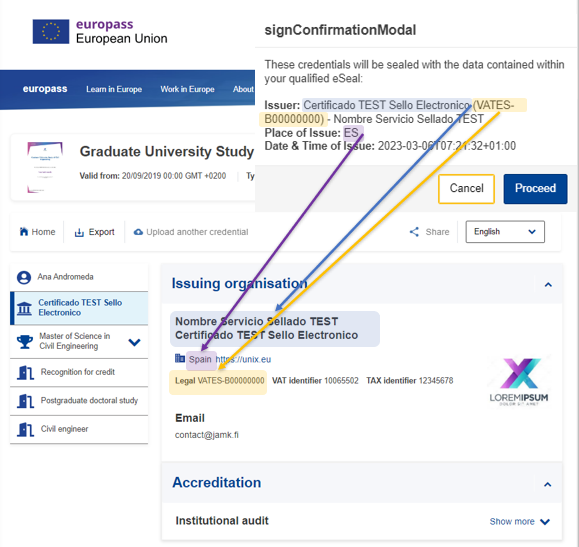 europass
European Union
europass
Learn in Europe
Work in Europe
About
signConfirmationModal
These credentials will be sealed with the data contained within
your qualified eSeal:
Issuer: Certificado TEST Sello Electronico (VATES-
B00000000) - Nombre Servicio Sellado TEST
Place of Issue: ES
Date & Time of Issue: 2023-03-06T07:21:32+01:00
Cancel
Proceed
Graduate University Study
Valid from: 20/09/2019 00:00 GMT +0200
Ty
Home
Export
Upload another credential
Share
English
Ana Andromeda
Certificado TEST Sello
Electronico
Master of Science in
Civil Engineering
Recognition for credit
Postgraduate doctoral study
Civil engineer
Issuing organisation
Nombre Servicio Sellado TEST
Certificado TEST Sello Electronico
Spain https://unix.eu
Legal VATES-B00000000 VAT identifier 10065502 TAX identifier 12345678
LOREMIPSUM
Email
contact@jamk.fi
Accreditation
Institutional audit
Show more